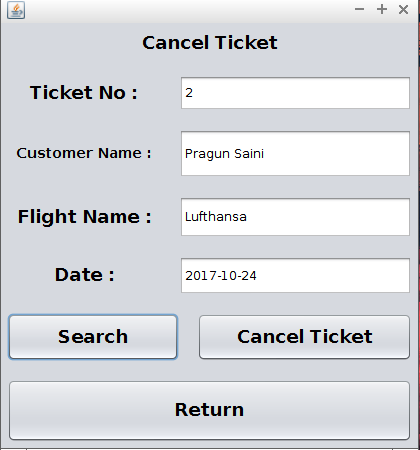 Cancel Ticket
Ticket No : 2
Customer Name : Pragun Saini
Flight Name : Lufthansa
Date : 2017-10-24
Search Cancel Ticket
Return